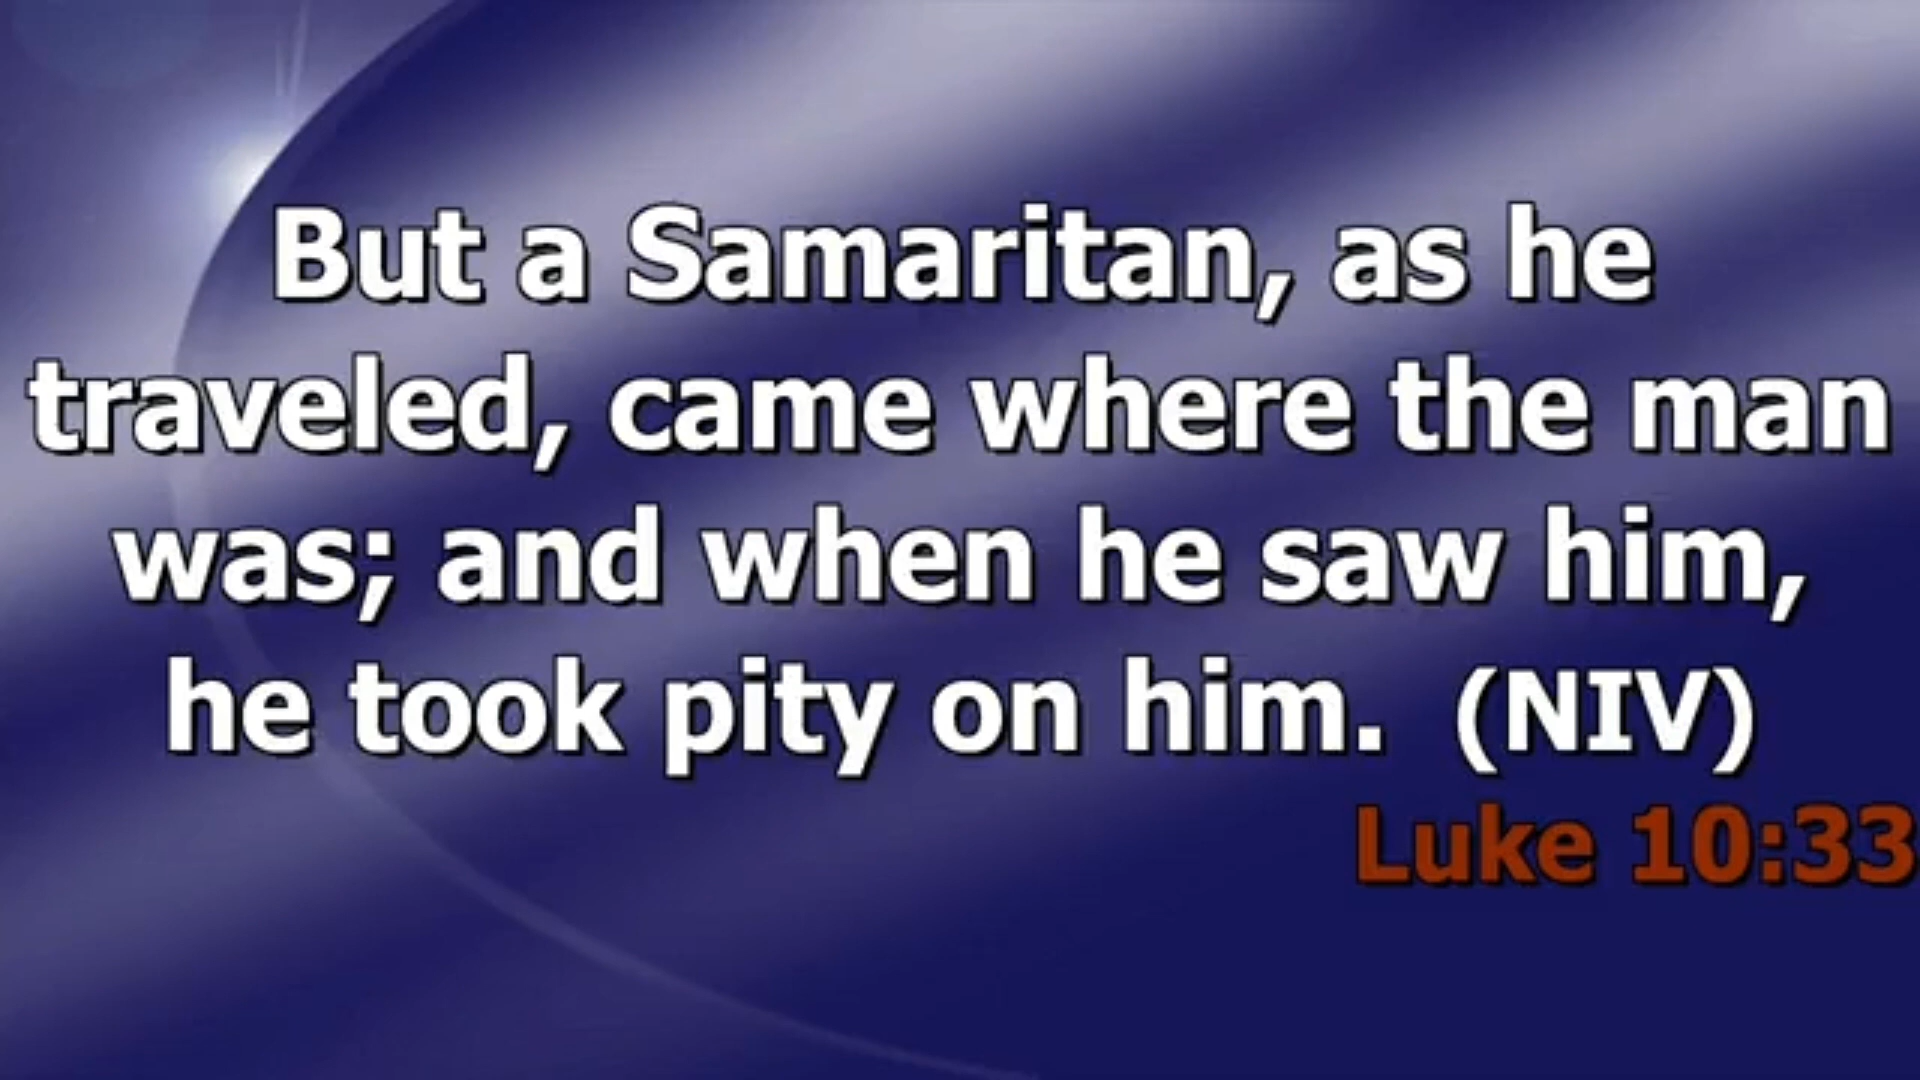 But a Samaritan, as he
traveled, came where the man
was; and when he saw him,
he took pity on him. (NIV)
Luke 10:33